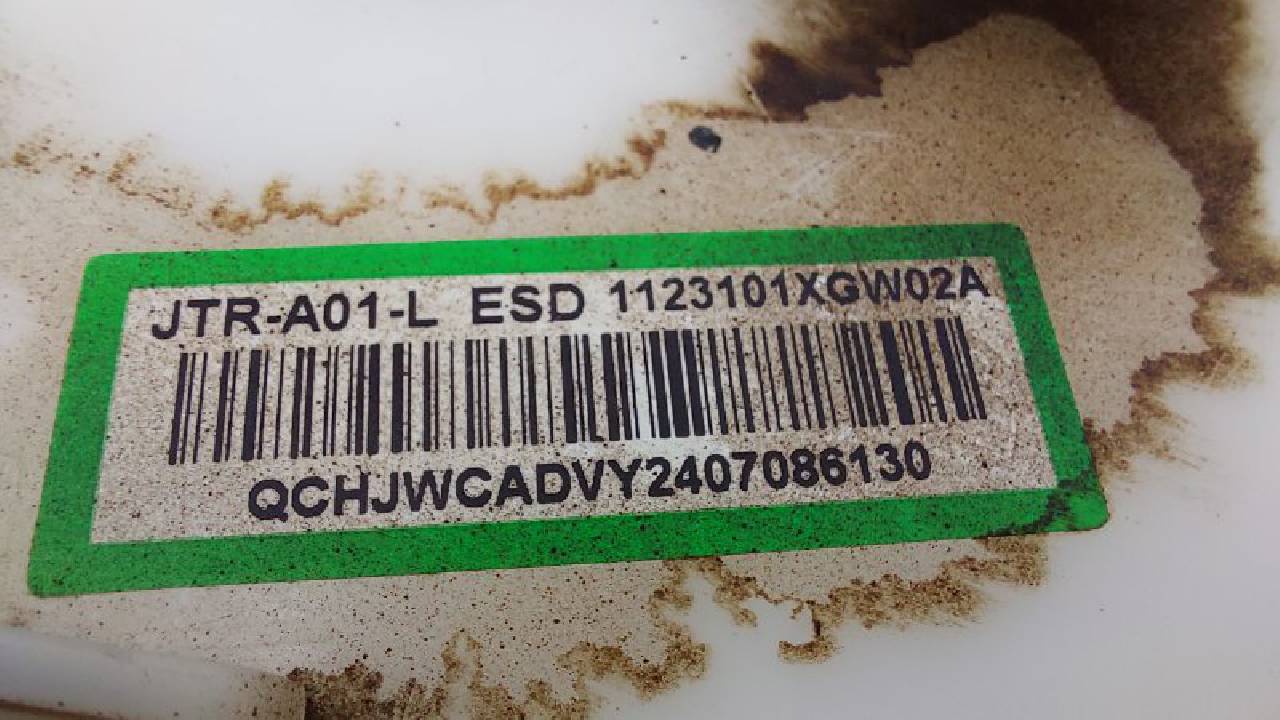 JTR-A01-L ESD 1123101XGW02A
QCHJWCADVY2407086130